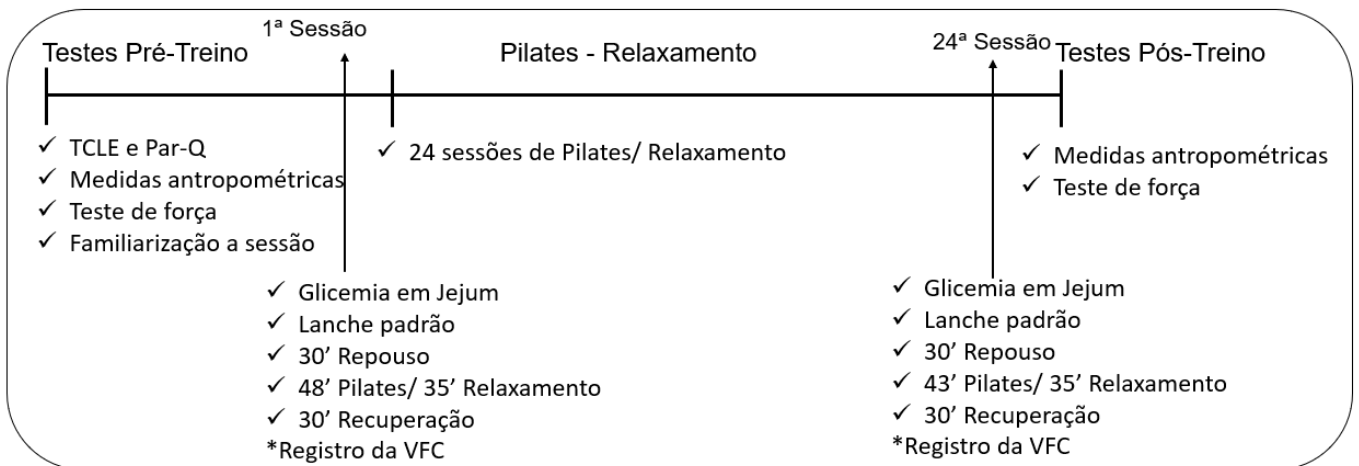 1ª Sessão
Testes Pré-Treino
Pilates - Relaxamento
24ª Sessão
Testes Pós-Treino
✓ TCLE e Par-Q
✓ Medidas antropométricas
✓ Teste de força
✓ Familiarização a sessão
✓ 24 sessões de Pilates/ Relaxamento
✓ Medidas antropométricas
✓ Teste de força
✓ Glicemia em Jejum
✓ Lanche padrão
✓ 30’ Repouso
✓ 48’ Pilates/ 35’ Relaxamento
✓ 30’ Recuperação
*Registro da VFC
✓ Glicemia em Jejum
✓ Lanche padrão
✓ 30’ Repouso
✓ 43’ Pilates/ 35’ Relaxamento
✓ 30’ Recuperação
*Registro da VFC